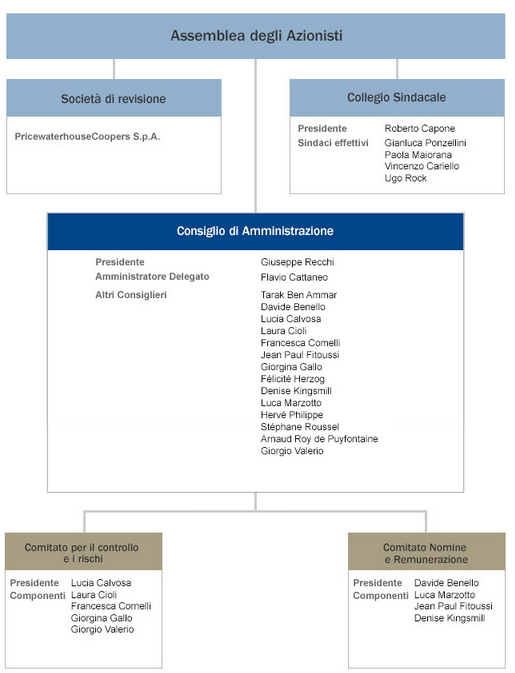 Assemblea degli Azionisti
Società di revisione
PricewaterhouseCoopers S.p.A.
Collegio Sindacale
Presidente Roberto Capone
Sindaci effettivi Gianluca Ponzellini
Paola Maiorana
Vincenzo Cariello
Ugo Rock
Consiglio di Amministrazione
Presidente Giuseppe Recchi
Amministratore Delegato Flavio Cattaneo
Altri Consiglieri Tarak Ben Ammar
Davide Benello
Lucia Calvosa
Laura Cioli
Francesca Comelli
Jean Paul Fitoussi
Giorgina Gallo
Félicité Herzog
Denise Kingsmill
Luca Marzotto
Hervé Philippe
Stéphane Roussel
Arnaud Roy de Puyfontaine
Giorgio Valerio
Comitato per il controllo
e i rischi
Presidente Lucia Calvosa
Componenti Laura Cioli
Francesca Comelli
Giorgina Gallo
Giorgio Valerio
Comitato Nomine
e Remunerazione
Presidente Davide Benello
Componenti Luca Marzotto
Jean Paul Fitoussi
Denise Kingsmill